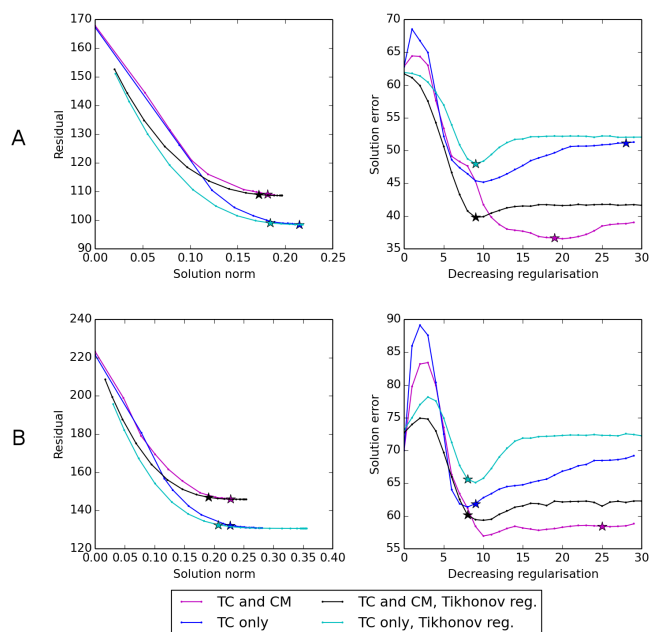 A
170
160
150
140
130
120
110
100
90
Residual
0.00 0.05 0.10 0.15 0.20 0.25
Solution norm
70
65
60
55
50
45
40
35
Solution error
0 5 10 15 20 25 30
Decreasing regularisation
B
240
220
200
180
160
140
120
Residual
0.00 0.05 0.10 0.15 0.20 0.25 0.30 0.35 0.40
Solution norm
90
85
80
75
70
65
60
55
Solution error
0 5 10 15 20 25 30
Decreasing regularisation
TC and CM TC and CM, Tikhonov reg.
TC only TC only, Tikhonov reg.